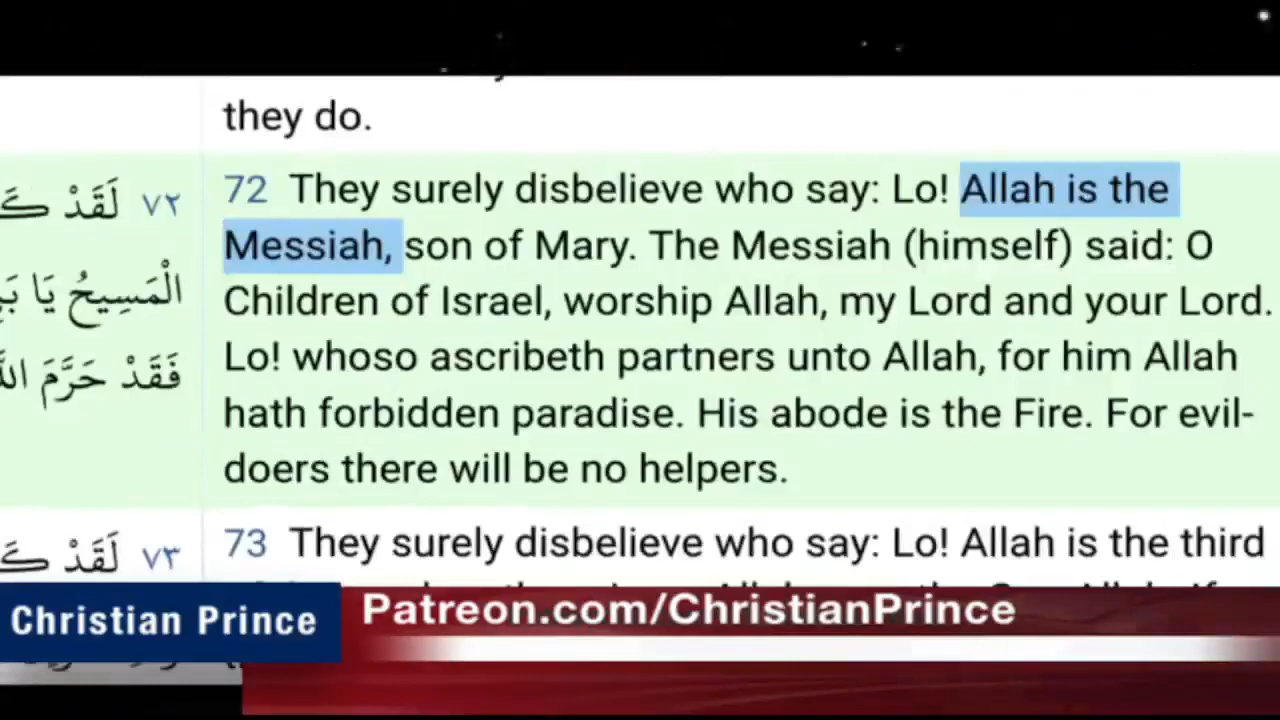 they do.
٧٢ لَقَدْ
72 They surely disbelieve who say: Lo! Allah is the
Messiah, son of Mary. The Messiah (himself) said: O
الْمَسِيحُ يَا
Children of Israel, worship Allah, my Lord and your Lord.
Lo! whoso ascribeth partners unto Allah, for him Allah
فَقَدْ حَرَّمَ
hath forbidden paradise. His abode is the Fire. For evil-
doers there will be no helpers.
٧٣ لَقَدْ
73 They surely disbelieve who say: Lo! Allah is the third
Christian Prince
Patreon.com/ChristianPrince